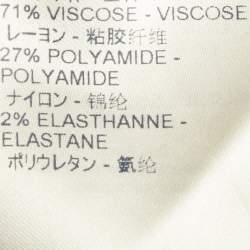 71% VISCOSE - VISCOSE
レーヨン - 粘胶纤维
27% POLYAMIDE -
POLYAMIDE
ナイロン - 锦纶
2% ELASTHANNE -
ELASTANE
ポリウレタン - 氨纶